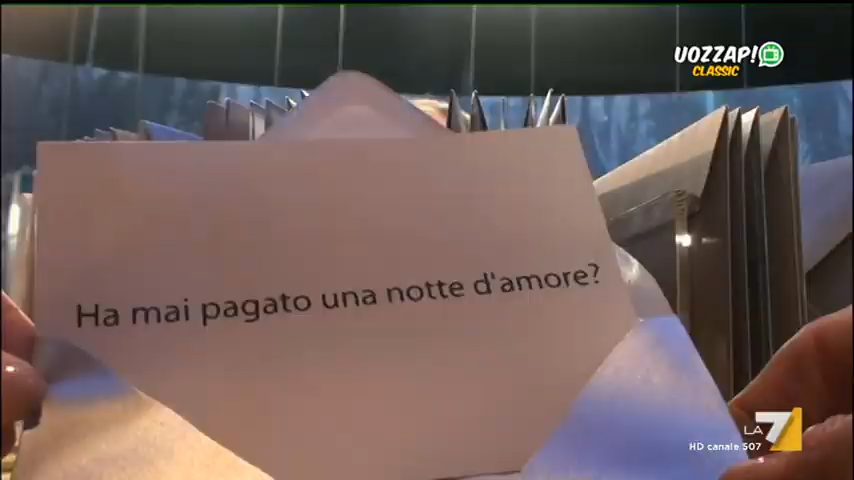 UOZZAP!
CLASSIC
Ha mai pagato una notte d'amore?
LA7
HD canale 507